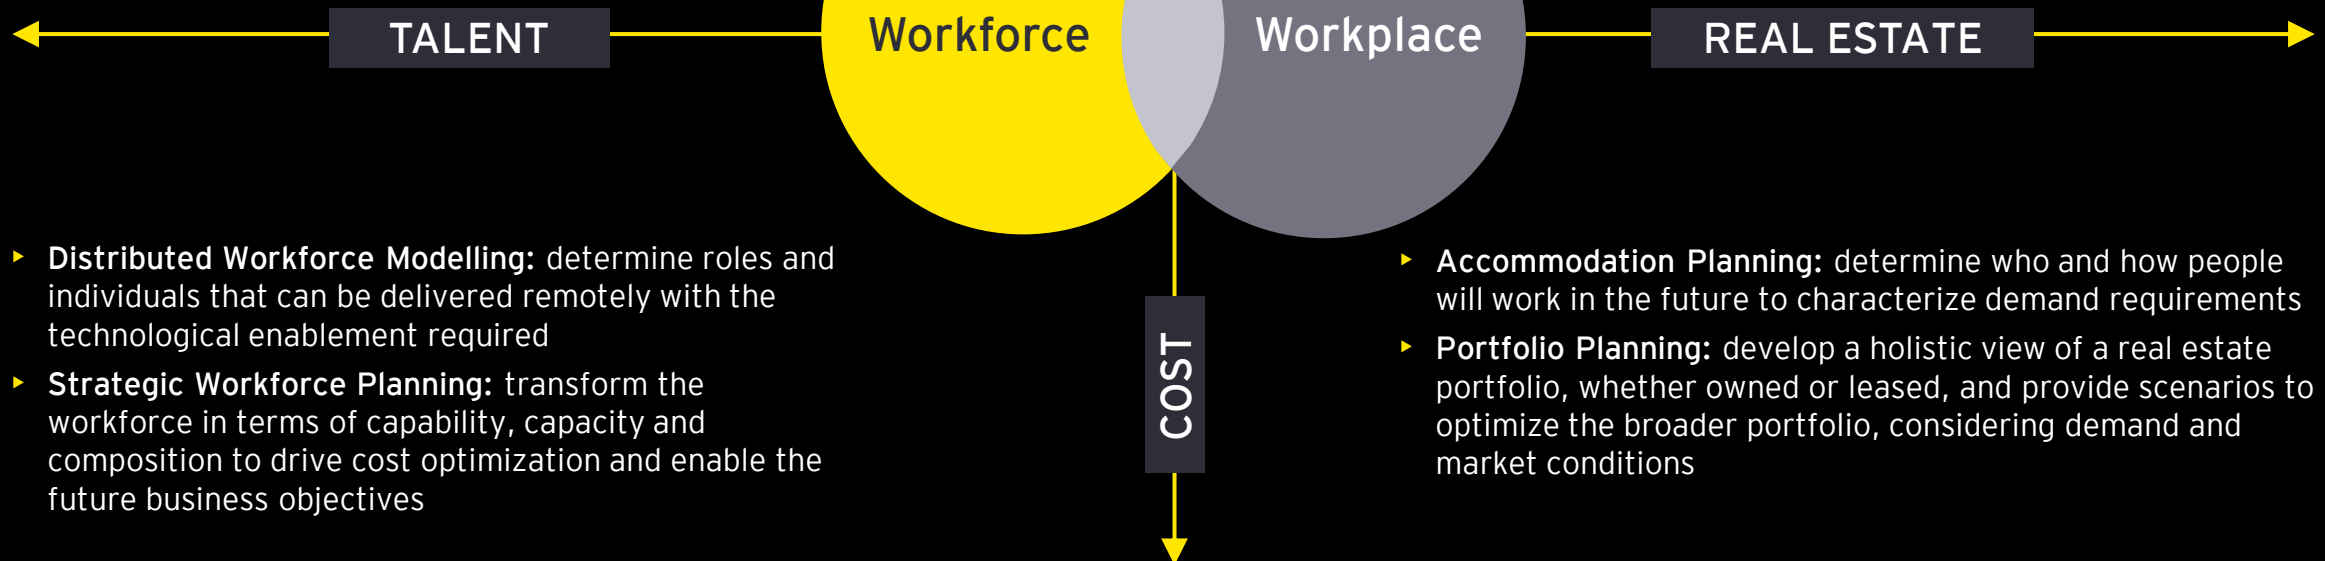 TALENT
Workforce
Workplace
REAL ESTATE
‣ Distributed Workforce Modelling: determine roles and
individuals that can be delivered remotely with the
technological enablement required
‣ Strategic Workforce Planning: transform the
workforce in terms of capability, capacity and
composition to drive cost optimization and enable the
future business objectives
COST
‣ Accommodation Planning: determine who and how people
will work in the future to characterize demand requirements
‣ Portfolio Planning: develop a holistic view of a real estate
portfolio, whether owned or leased, and provide scenarios to
optimize the broader portfolio, considering demand and
market conditions